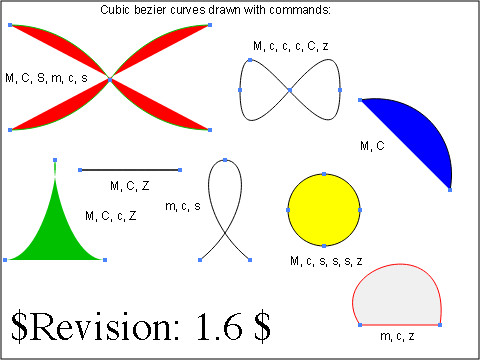 Cubic bezier curves drawn with commands:
M, c, c, c, C, z
M, C, S, m, c, s
M, C
M, C, Z
m, c, s
M, C, c, Z
M, c, s, s, s, z
$Revision: 1.6 $
m, c, z